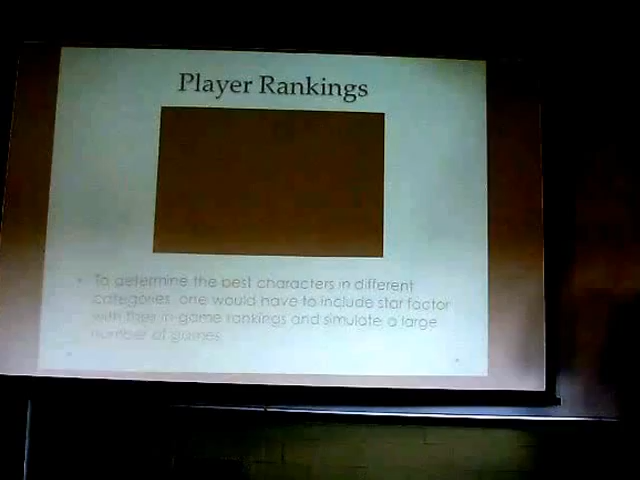 Player Rankings
To determine the best characters in different
categories, one would have to include star factor
with their in-game rankings and simulate a large
number of games